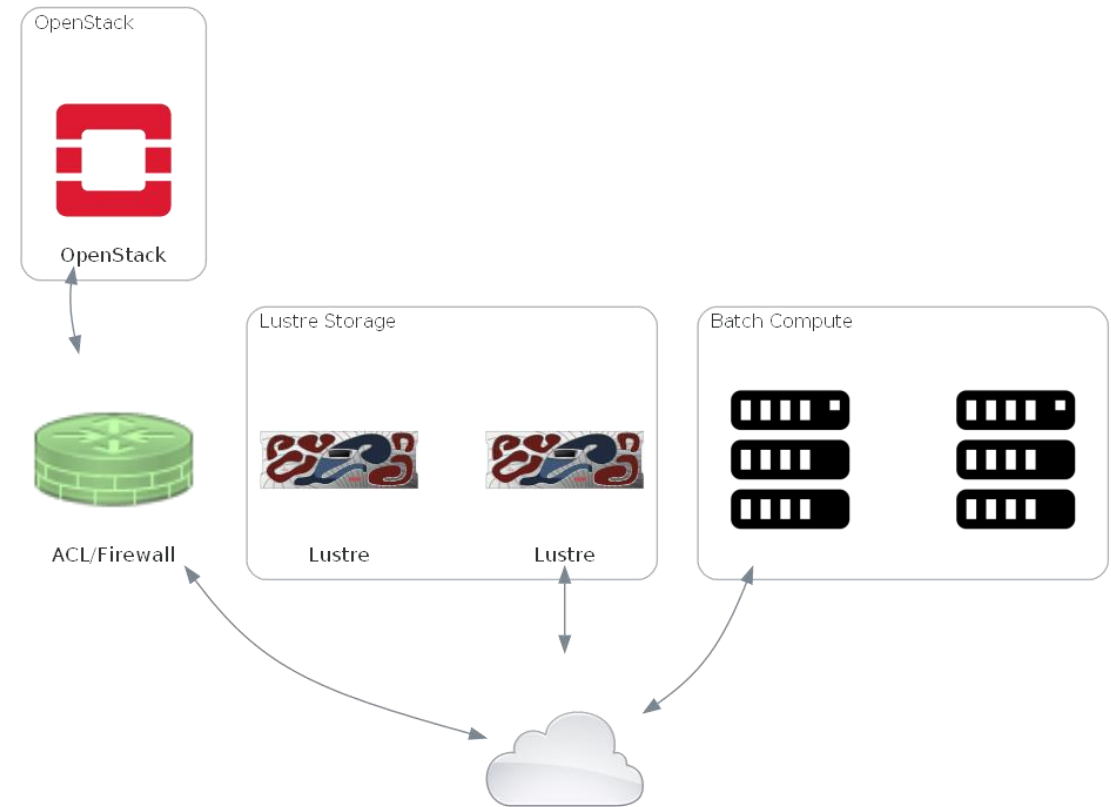 OpenStack
OpenStack
Lustre Storage
Batch Compute
ACL/Firewall
Lustre
Lustre